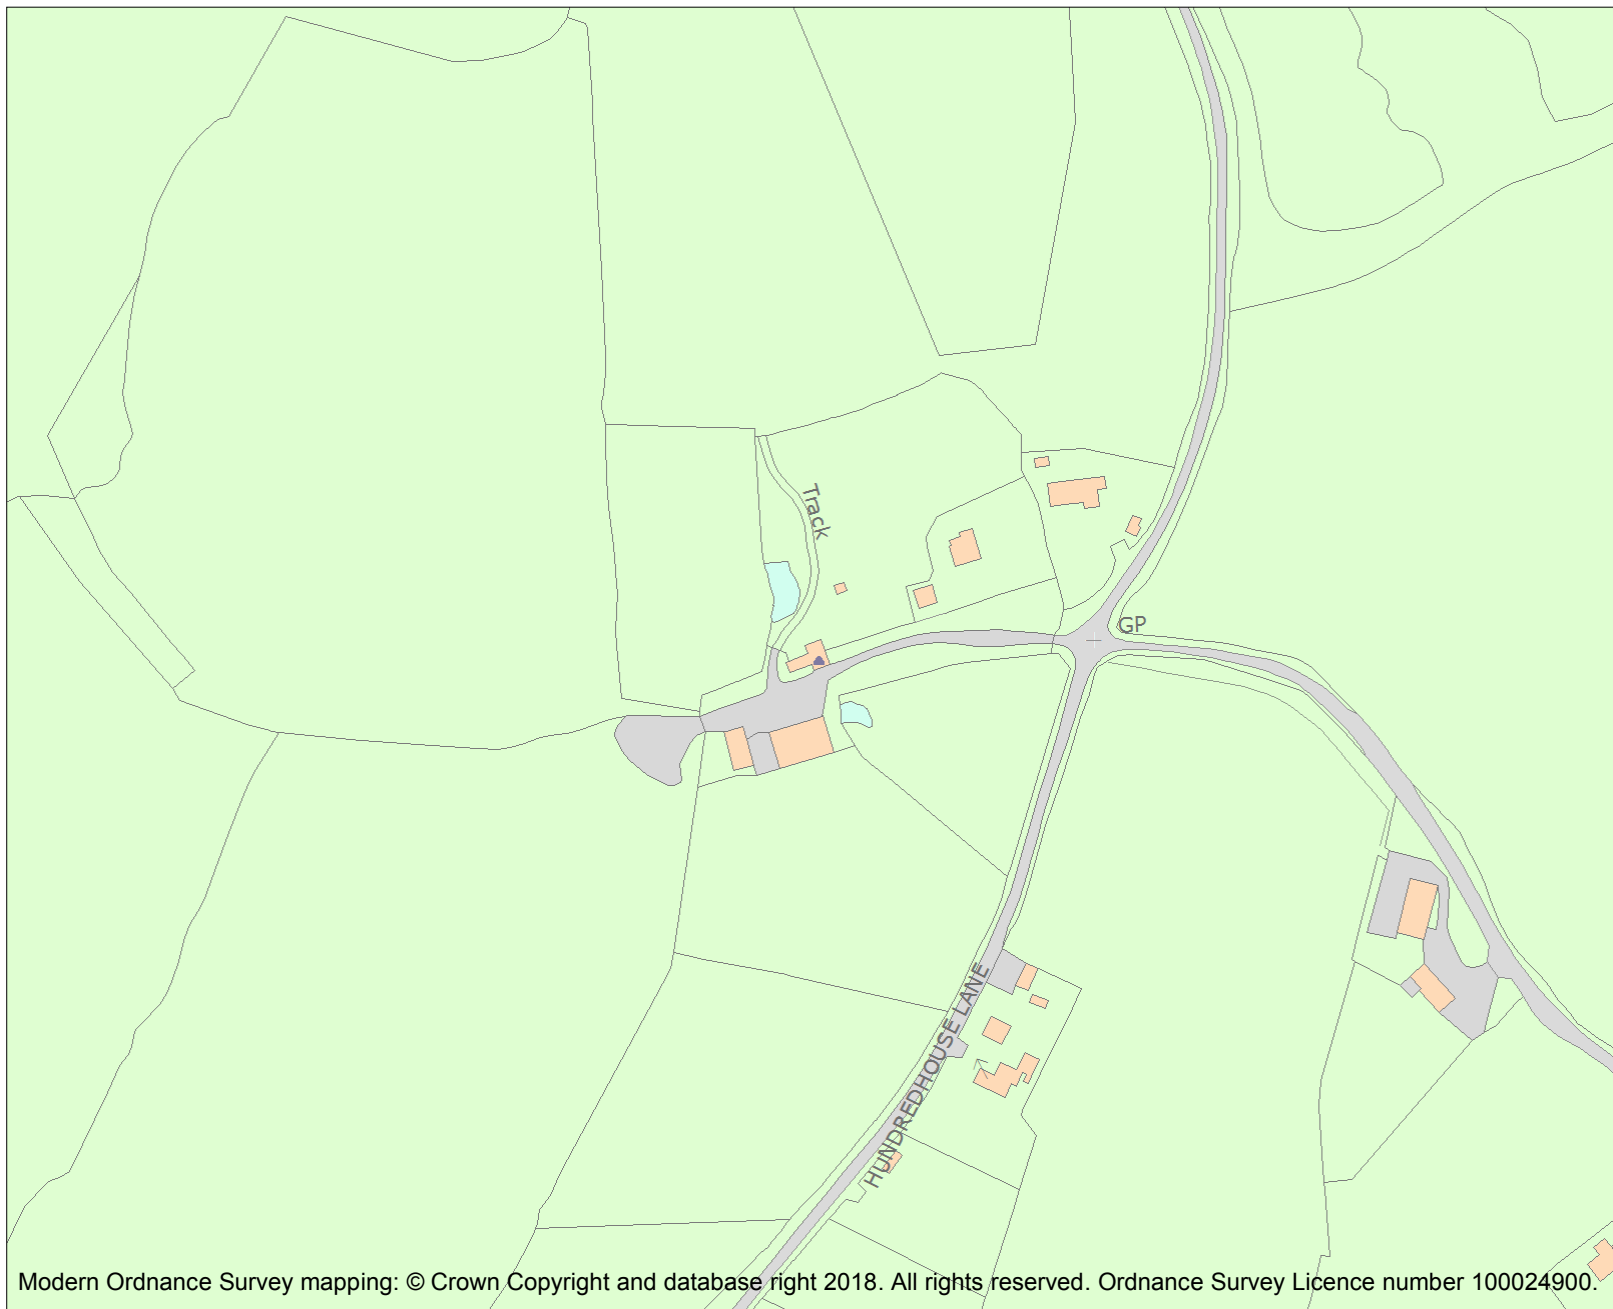 Track
GP
HUNDREDHOUSE LANE
Modern Ordnance Survey mapping: © Crown Copyright and database right 2018. All rights reserved. Ordnance Survey Licence number 100024900.